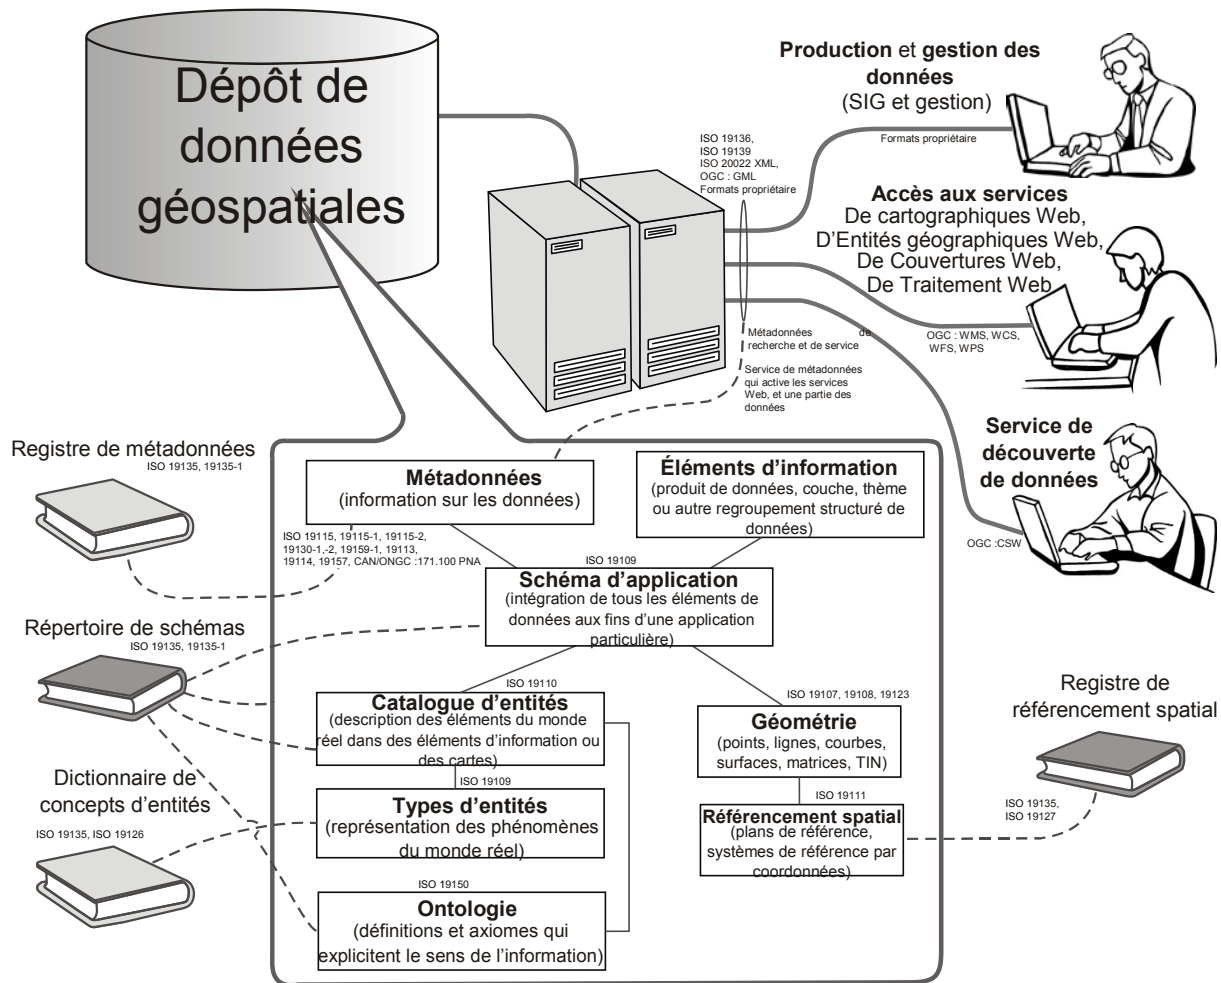 Dépôt de
données
géospatiales
Production et gestion des
données
(SIG et gestion)
ISO 19136,
ISO 19139
ISO 20022 XML,
OGC : GML
Formats propriétaire
Formats propriétaire
Accès aux services
De cartographiques Web,
D'Entités géographiques Web,
De Couvertures Web,
De Traitement Web
OGC : WMS, WCS,
WFS, WPS
Métadonnées de
recherche et de service
Service de métadonnées
qui active les services
Web, et une partie des
données
Service de
découverte
de données
OGC :CSW
Registre de métadonnées
ISO 19135, 19135-1
Métadonnées
(information sur les données)
Éléments d'information
(produit de données, couche, thème
ou autre regroupement structuré de
données)
ISO 19115, 19115-1, 19115-2,
19130-1,-2, 19159-1, 19113,
19114, 19157, CAN/ONGC :171.100 PNA
ISO 19109
Schéma d'application
(intégration de tous les éléments de
données aux fins d'une application
particulière)
Répertoire de schémas
ISO 19135, 19135-1
ISO 19110
Catalogue d'entités
(description des éléments du monde
réel dans des éléments d'information ou
des cartes)
ISO 19107, 19108, 19123
Géométrie
(points, lignes, courbes,
surfaces, matrices, TIN)
Registre de
référencement spatial
Dictionnaire de
concepts d'entités
ISO 19135, ISO 19126
ISO 19109
Types d'entités
(représentation des phénomènes
du monde réel)
ISO 19111
Référencement spatial
(plans de référence,
systèmes de référence par
coordonnées)
ISO 19135,
ISO 19127
ISO 19150
Ontologie
(définitions et axiomes qui
explicitent le sens de l'information)